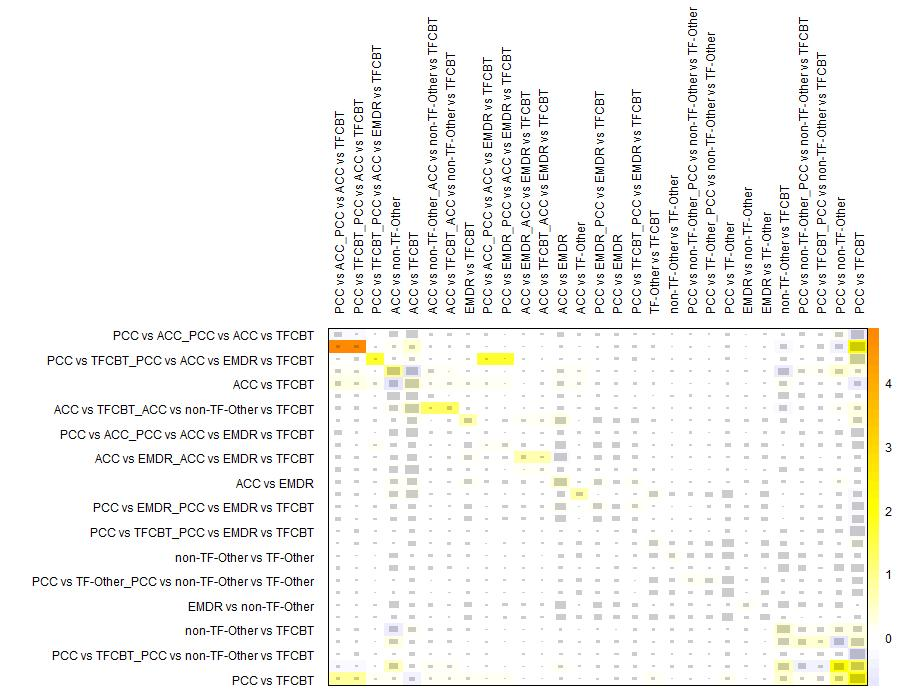 PCC vs ACC_PCC vs ACC vs TFCBT
PCC vs TFCBT_PCC vs ACC vs TFCBT
PCC vs TFCBT_PCC vs ACC vs EMDR vs TFCBT
ACC vs non-TF-Other
ACC vs TFCBT
ACC vs non-TF-Other_ACC vs non-TF-Other vs TFCBT
ACC vs TFCBT_ACC vs non-TF-Other vs TFCBT
EMDR vs TFCBT
PCC vs ACC_PCC vs ACC vs EMDR vs TFCBT
PCC vs EMDR_PCC vs ACC vs EMDR vs TFCBT
ACC vs EMDR_ACC vs EMDR vs TFCBT
ACC vs TFCBT_ACC vs EMDR vs TFCBT
ACC vs EMDR
ACC vs TF-Other
PCC vs EMDR_PCC vs EMDR vs TFCBT
PCC vs EMDR
PCC vs TFCBT_PCC vs EMDR vs TFCBT
TF-Other vs TFCBT
non-TF-Other vs TF-Other
PCC vs non-TF-Other_PCC vs non-TF-Other vs TF-Other
PCC vs TF-Other_PCC vs non-TF-Other vs TF-Other
PCC vs TF-Other
EMDR vs non-TF-Other
EMDR vs TF-Other
non-TF-Other vs TFCBT
PCC vs non-TF-Other_PCC vs non-TF-Other vs TFCBT
PCC vs TFCBT_PCC vs non-TF-Other vs TFCBT
PCC vs non-TF-Other
PCC vs TFCBT
PCC vs ACC_PCC vs ACC vs TFCBT
PCC vs TFCBT_PCC vs ACC vs EMDR vs TFCBT
ACC vs TFCBT
ACC vs TFCBT_ACC vs non-TF-Other vs TFCBT
PCC vs ACC_PCC vs ACC vs EMDR vs TFCBT
ACC vs EMDR_ACC vs EMDR vs TFCBT
ACC vs EMDR
PCC vs EMDR_PCC vs EMDR vs TFCBT
PCC vs TFCBT_PCC vs EMDR vs TFCBT
non-TF-Other vs TF-Other
PCC vs TF-Other_PCC vs non-TF-Other vs TF-Other
EMDR vs non-TF-Other
non-TF-Other vs TFCBT
PCC vs TFCBT_PCC vs non-TF-Other vs TFCBT
PCC vs TFCBT
4
3
2
1
0